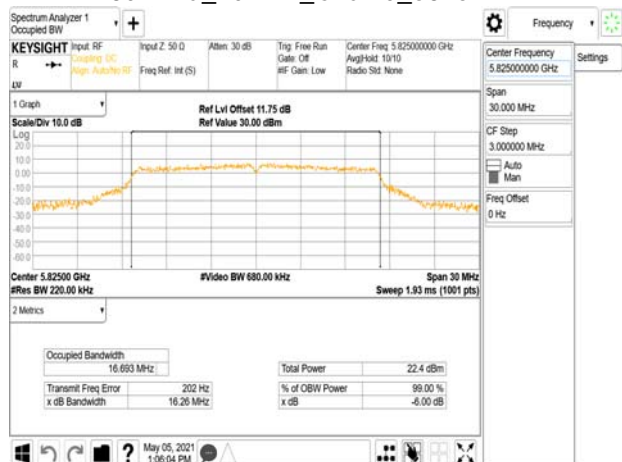 Spectrum Analyzer 1
Occupied BW
+
Frequency
KEYSIGHT
R
Input: RF
Coupling: DC
Align: Auto/No RF
Input Z: 50 Ω
Freq Ref: Int (S)
Atten: 30 dB
Trig: Free Run
Gate: Off
#IF Gain: Low
Center Freq: 5.825000000 GHz
Avg|Hold: 10/10
Radio Std: None
Center Frequency
5.825000000 GHz
Settings
Span
30.000 MHz
CF Step
3.000000 MHz
Auto
Man
Freq Offset
0 Hz
1 Graph
Scale/Div 10.0 dB
Ref Lvl Offset 11.75 dB
Ref Value 30.00 dBm
Log
20.0
10.0
0.00
-10.0
-20.0
-30.0
-40.0
-50.0
-60.0
Center 5.82500 GHz
#Video BW 680.00 kHz
Span 30 MHz
#Res BW 220.00 kHz
Sweep 1.93 ms (1001 pts)
2 Metrics
Occupied Bandwidth
16.693 MHz
Total Power 22.4 dBm
Transmit Freq Error 202 Hz
% of OBW Power 99.00 %
x dB Bandwidth 16.26 MHz
x dB -6.00 dB
?
May 05, 2021
1:06:04 PM